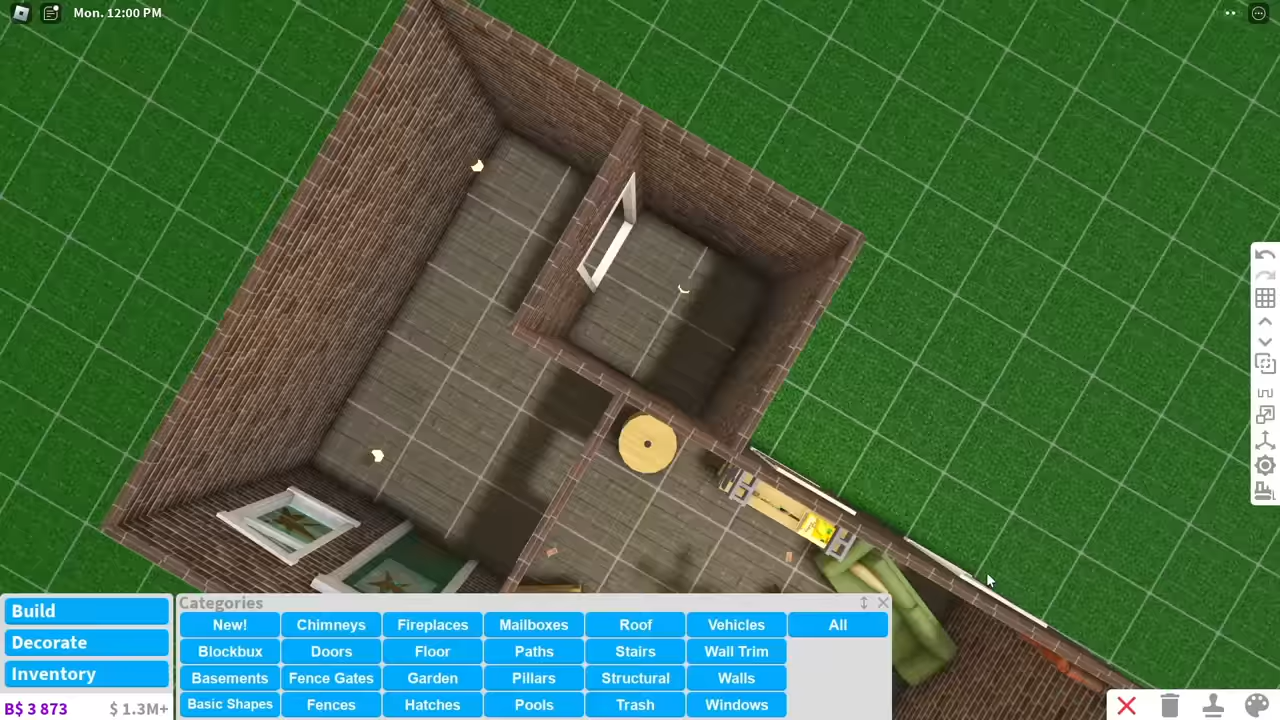 Mon. 12:00 PM
Categories
Build
Decorate
Inventory
B$ 3 873
$ 1.3M+
New! Chimneys Fireplaces Mailboxes Roof Vehicles All
Blockbux Doors Floor Paths Stairs Wall Trim
Basements Fence Gates Garden Pillars Structural Walls
Basic Shapes Fences Hatches Pools Trash Windows